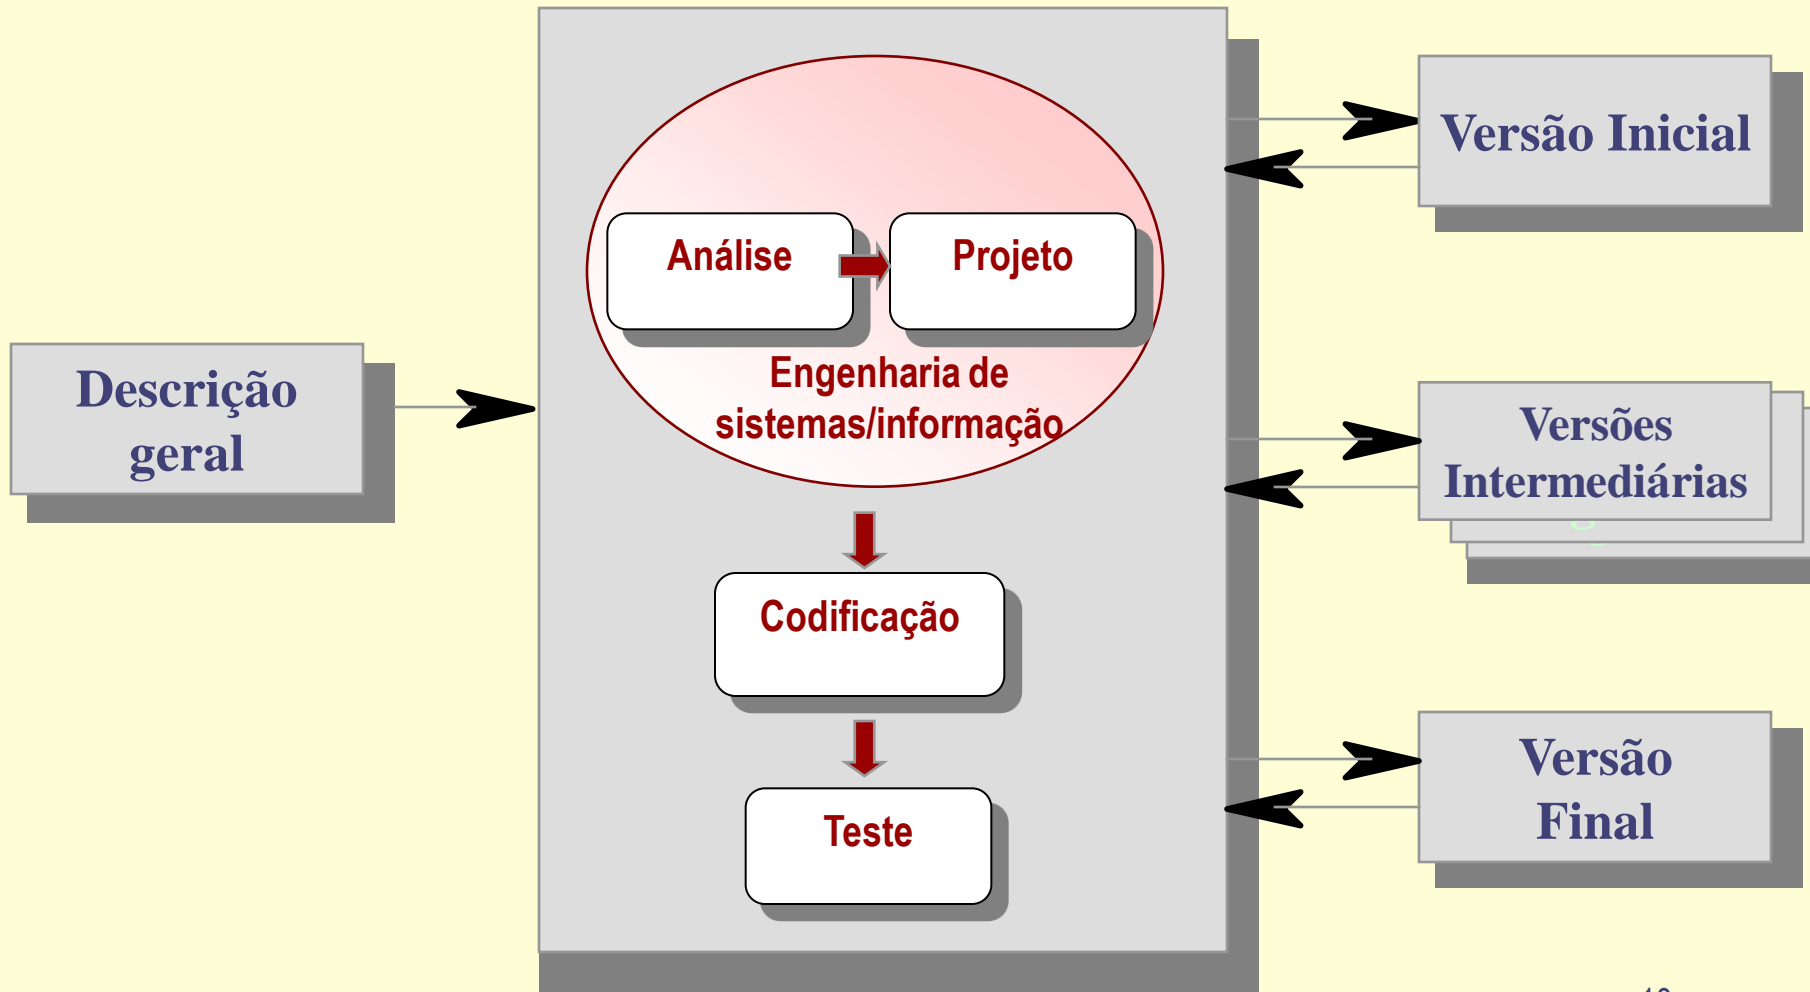 Descrição
geral
Análise
Projeto
Engenharia de
sistemas/informação
Codificação
Teste
Versão Inicial
Versões
Intermediárias
Versão
Final